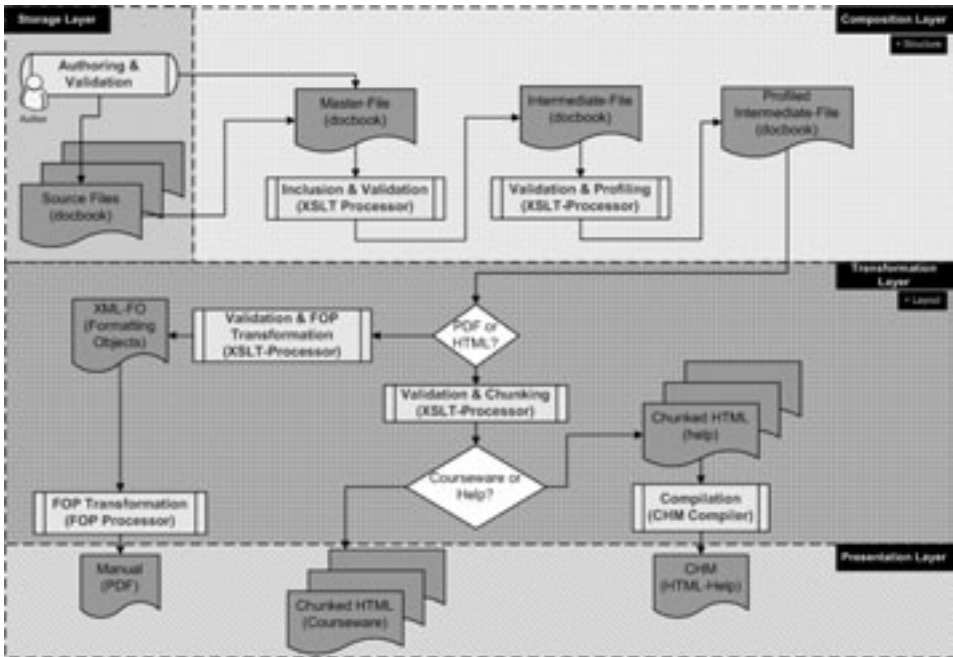 Storage Layer
Composition Layer
+ Structure
Authoring &
Validation
Author
Master-File
(docbook)
Intermediate-File
(docbook)
Profiled
Intermediate-File
(docbook)
Source Files
(docbook)
Inclusion & Validation
(XSLT Processor)
Validation & Profiling
(XSLT-Processor)
Transformation
Layer
+ Layout
XML-FO
(Formatting
Objects)
Validation & FOP
Transformation
(XSLT-Processor)
PDF or
HTML?
Validation & Chunking
(XSLT-Processor)
Chunked HTML
(help)
Courseware or
Help?
FOP Transformation
(FOP Processor)
Compilation
(CHM Compiler)
Presentation Layer
Manual
(PDF)
Chunked HTML
(Courseware)
CHM
(HTML-Help)